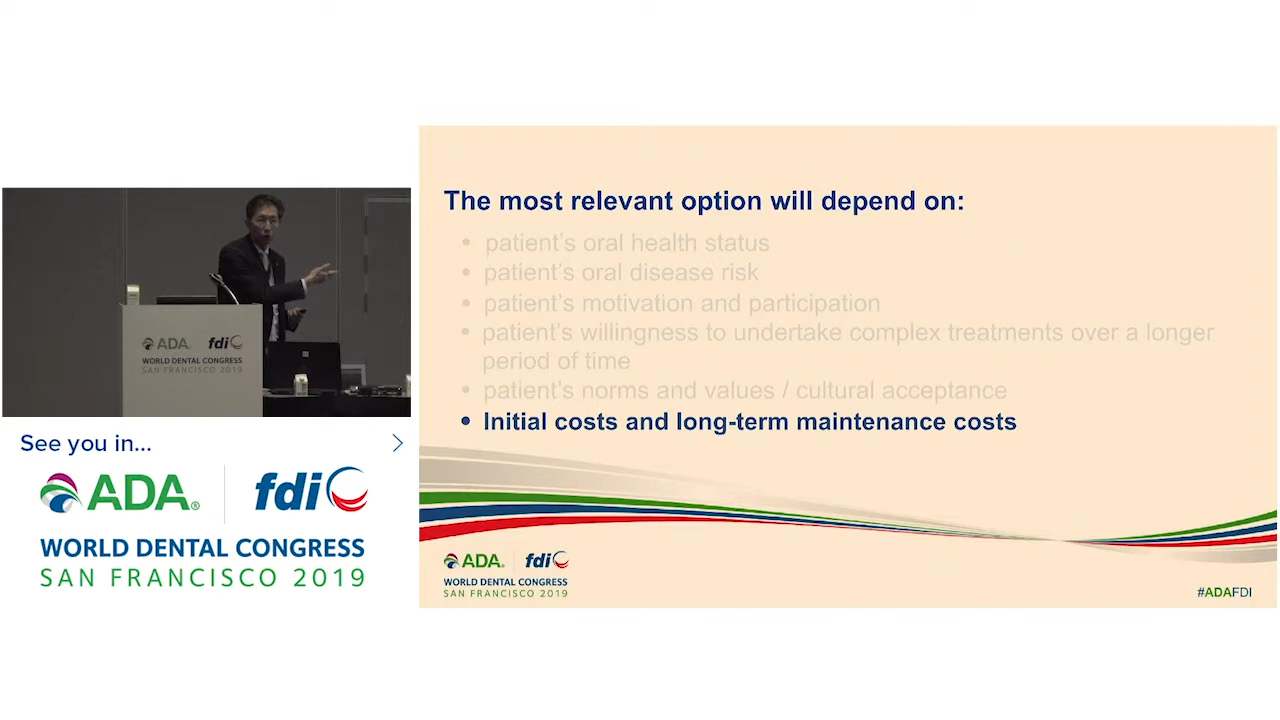 ADA. fdi
WORLD DENTAL CONGRESS
SAN FRANCISCO 2019
See you in...
ADA® fdi
WORLD DENTAL CONGRESS
SAN FRANCISCO 2019
The most relevant option will depend on:
• patient's oral health status
• patient's oral disease risk
• patient's motivation and participation
• patient's willingness to undertake complex treatments over a longer
period of time
• patient's norms and values / cultural acceptance
• Initial costs and long-term maintenance costs
ADA. fdi
WORLD DENTAL CONGRESS
SAN FRANCISCO 2019
#ADAFDI